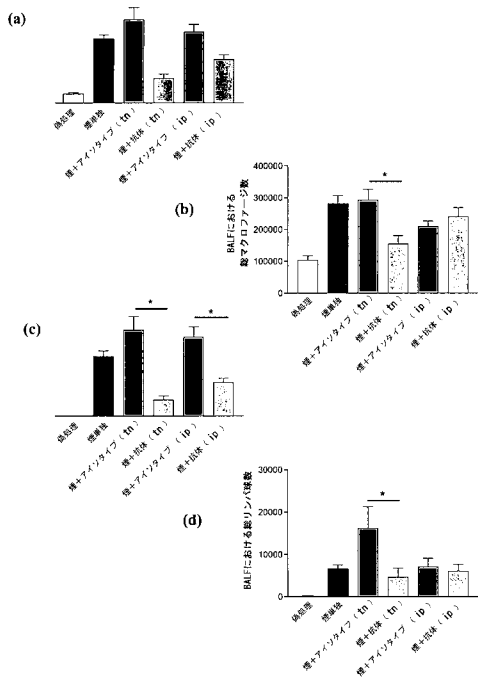 (a)
偽処理
煙単独
煙+アイソタイプ(tn)
煙+抗体(tn)
煙+アイソタイプ(ip)
煙+抗体(ip)
(b)
BALFにおける
総マクロファージ数
400000
300000
200000
100000
0
*
偽処理
煙単独
煙+アイソタイプ(tn)
煙+抗体(tn)
煙+アイソタイプ(ip)
煙+抗体(ip)
(c)
*
*
偽処理
煙単独
煙+アイソタイプ(tn)
煙+抗体(tn)
煙+アイソタイプ(ip)
煙+抗体(ip)
(d)
BALFにおける総リンパ球数
30000
20000
10000
0
*
偽処理
煙単独
煙+アイソタイプ(tn)
煙+抗体(tn)
煙+アイソタイプ(ip)
煙+抗体(ip)